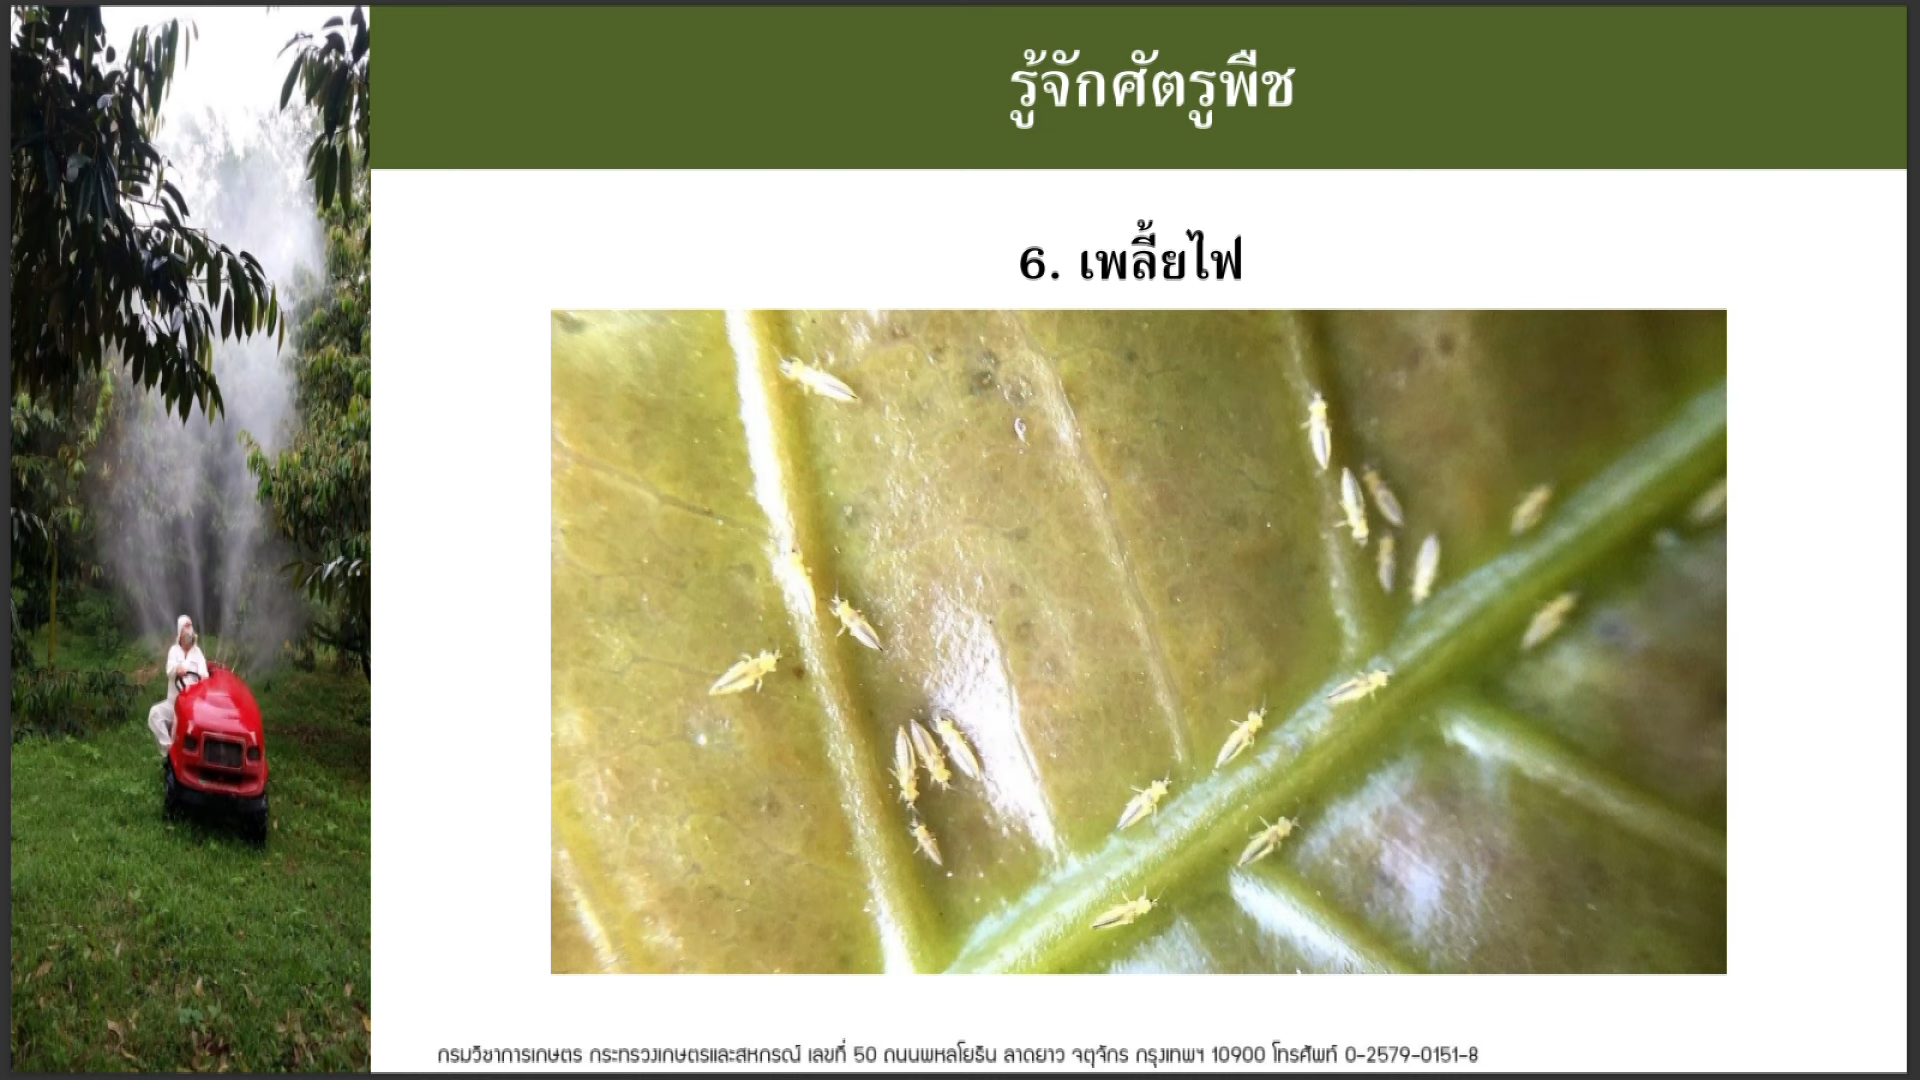 รู้จักศัตรูพืช
6. เพลี้ยไฟ
กรมวิชาการเกษตร กระทรวงเกษตรและสหกรณ์ เลขที่ 50 ถนนพหลโยธิน ลาดยาว จตุจักร กรุงเทพฯ 10900 โทรศัพท์ 0-2579-0151-8